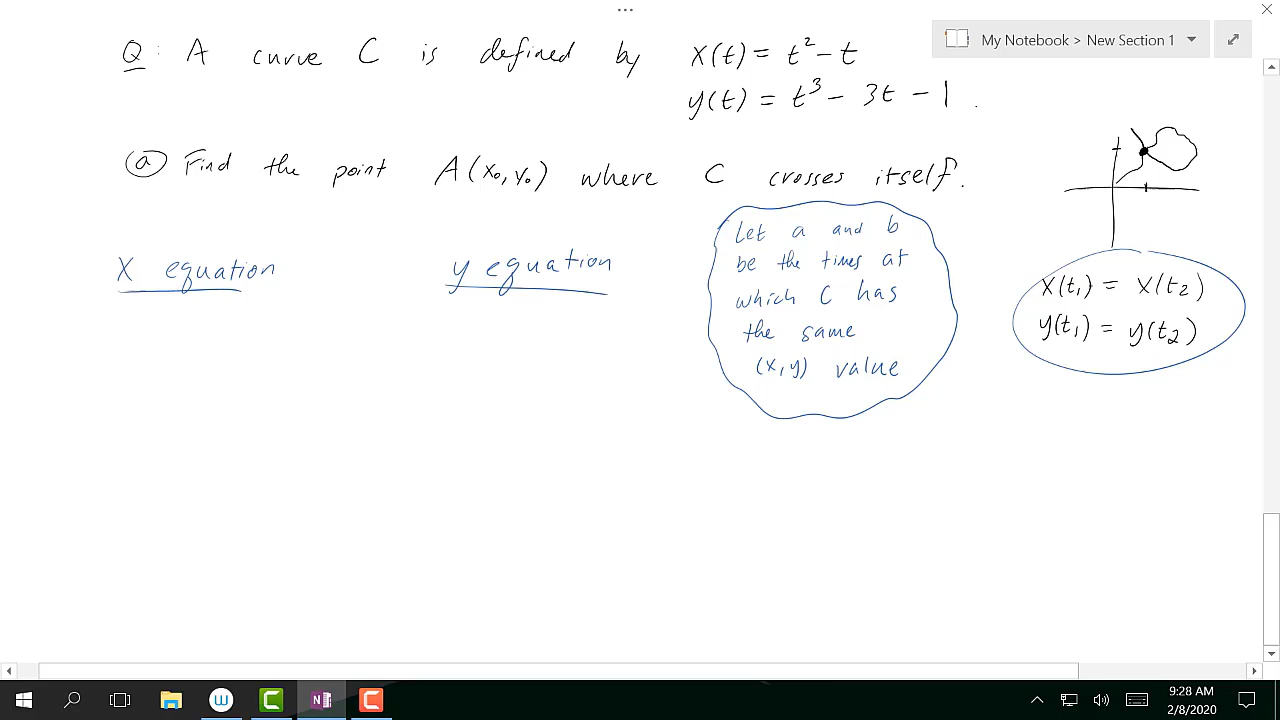 ...
Q: A curve C is defined by x(t) = t² - t
My Notebook > New Section 1
y(t) = t³ - 3t - 1 .
(a) Find the point A(x₀, y₀) where C crosses itself.
X equation
y equation
Let a and b
be the times at
which C has
the same
(x, y) value
x(t₁) = x(t₂)
y(t₁) = y(t₂)
W
C
N
C
9:28 AM
2/8/2020